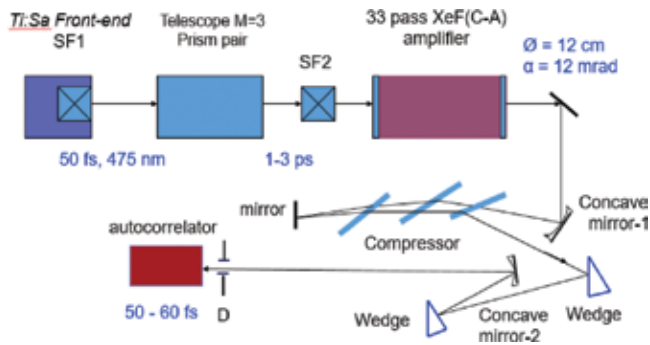 Ti:Sa Front-end
SF1
Telescope M=3
Prism pair
SF2
33 pass XeF(C-A)
amplifier
Ø = 12 cm
α = 12 mrad
50 fs, 475 nm
1-3 ps
mirror
Compressor
Concave
mirror-1
autocorrelator
50 - 60 fs
D
Wedge
Concave
mirror-2
Wedge